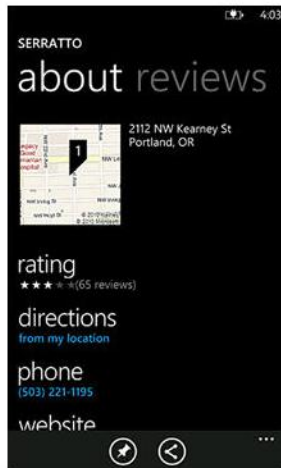 4:03
SERRATTO
about reviews
2112 NW Kearney St
Portland, OR
1
rating
(65 reviews)
directions
from my location
phone
(503) 221-1195
website